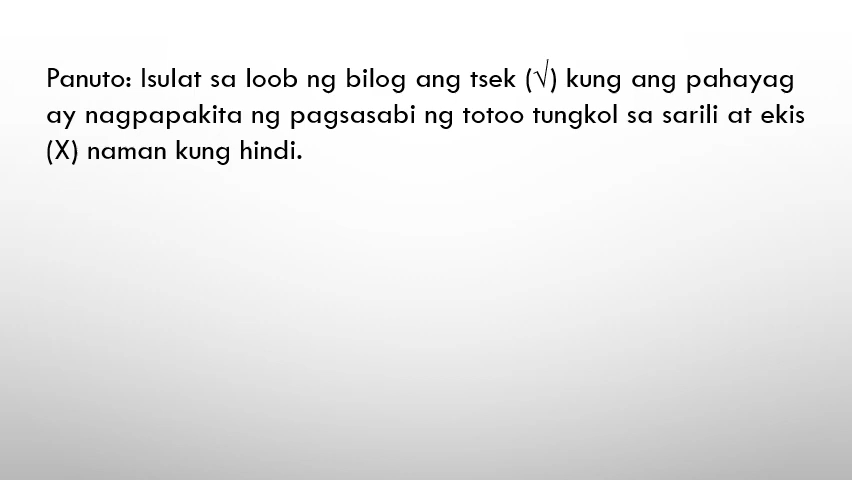 Panuto: Isulat sa loob ng bilog ang tsek (√) kung ang pahayag
ay nagpapakita ng pagsasabi ng totoo tungkol sa sarili at ekis
(X) naman kung hindi.